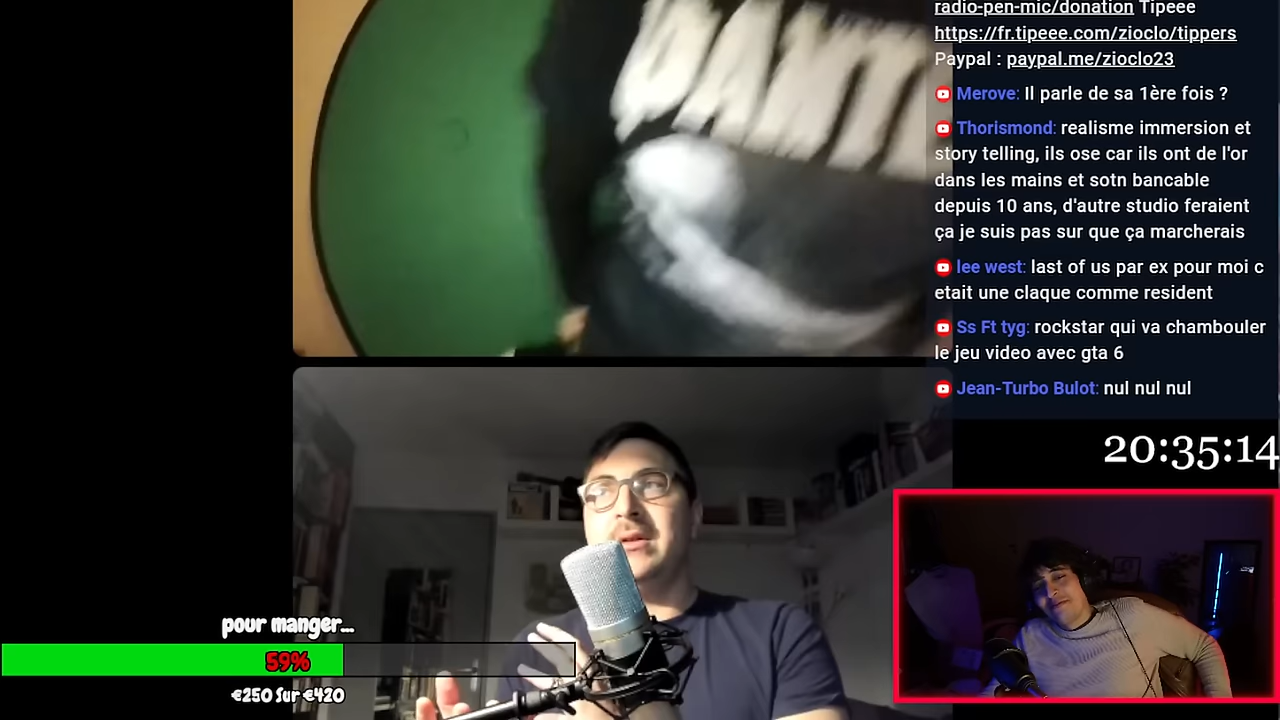 radio-pen-mic/donation Tipeee
https://fr.tipeee.com/zioclo/tippers
Paypal : paypal.me/zioclo23
Merove: Il parle de sa 1ère fois ?
Thorismond: realisme immersion et
story telling, ils ose car ils ont de l'or
dans les mains et sotn bancable
depuis 10 ans, d'autre studio feraient
ça je suis pas sur que ça marcherais
lee west: last of us par ex pour moi c
etait une claque comme resident
Ss Ft tyg: rockstar qui va chambouler
le jeu video avec gta 6
Jean-Turbo Bulot: nul nul nul
20:35:14
pour manger...
59%
€250 Sur €420